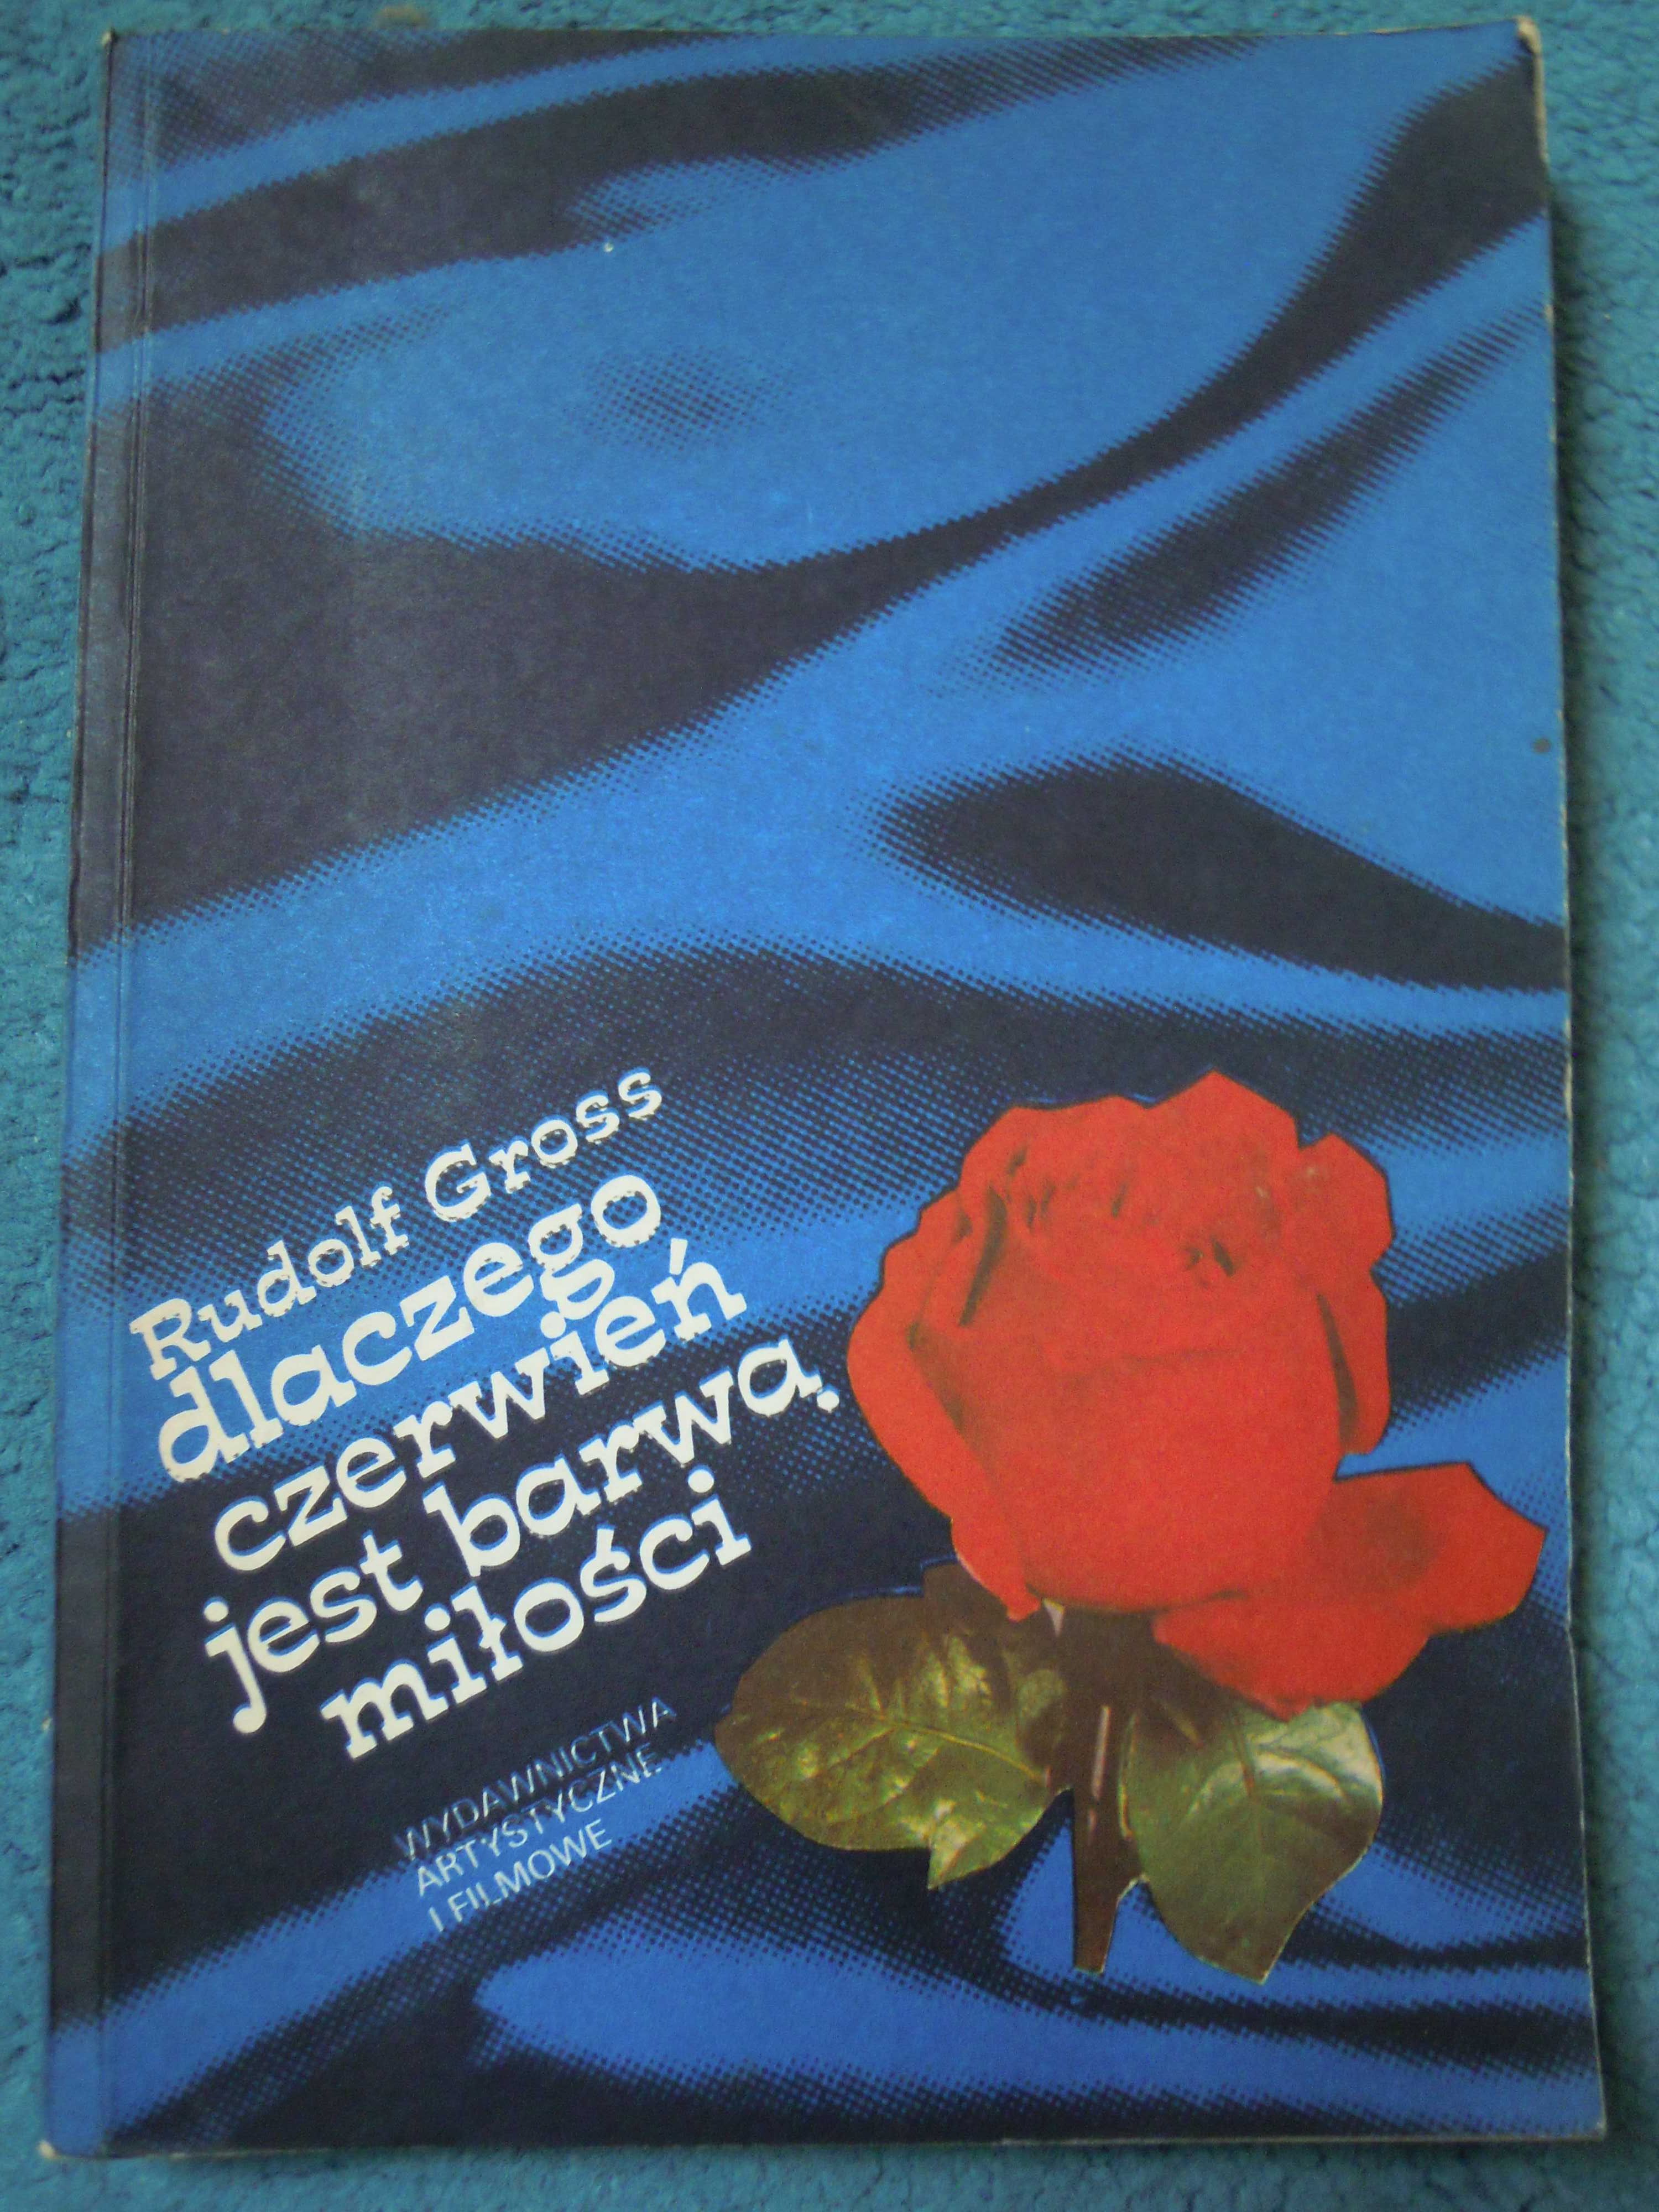 Rudolf Gross
dlaczego
czerwień
jest barwą
miłości
WYDAWNICTWA
ARTYSTYCZNE
I FILMOWE